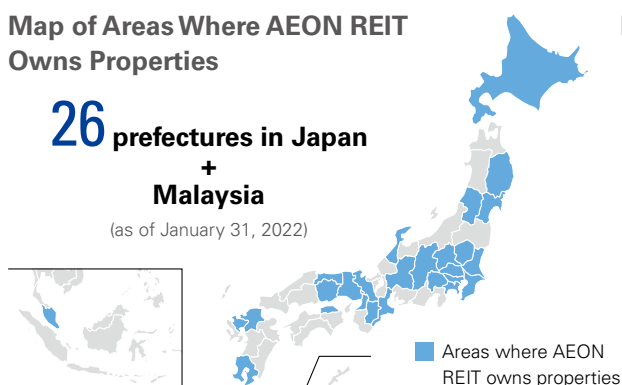 Map of Areas Where AEON REIT
Owns Properties
26 prefectures in Japan
+
Malaysia
(as of January 31, 2022)
Areas where AEON
REIT owns properties